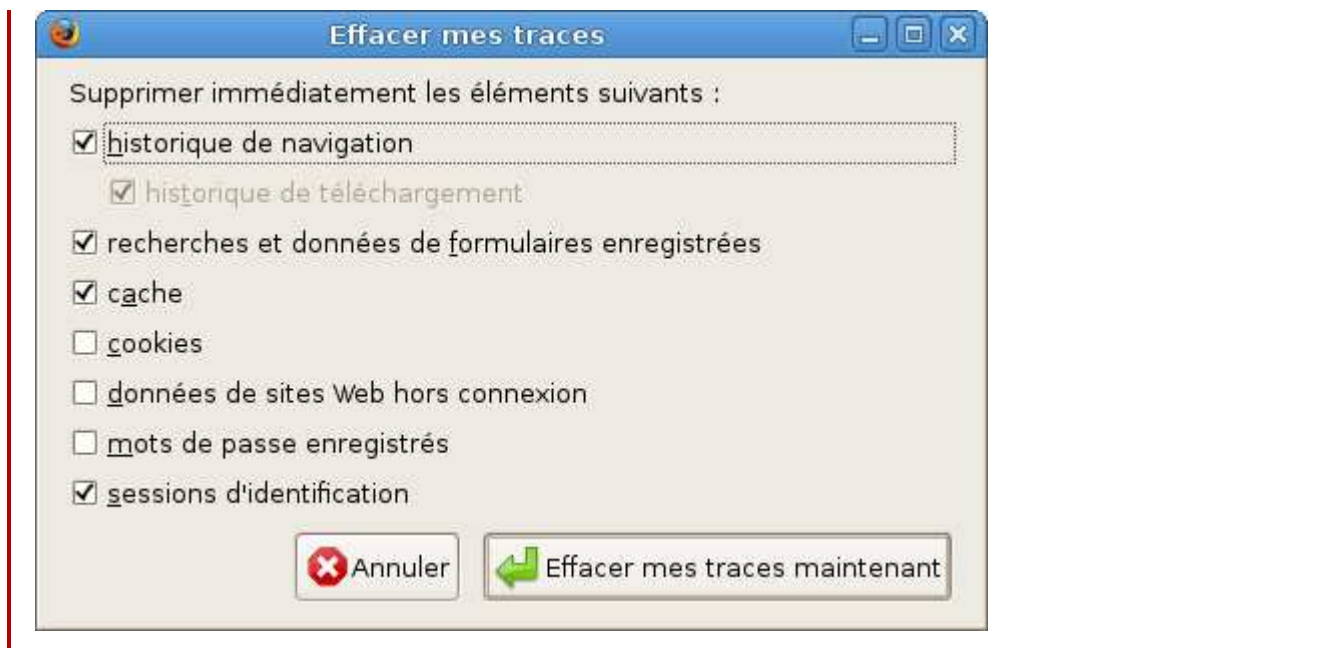 Effacer mes traces
Supprimer immédiatement les éléments suivants :
historique de navigation
historique de téléchargement
recherches et données de formulaires enregistrées
cache
cookies
données de sites Web hors connexion
mots de passe enregistrés
sessions d'identification
Annuler
Effacer mes traces maintenant